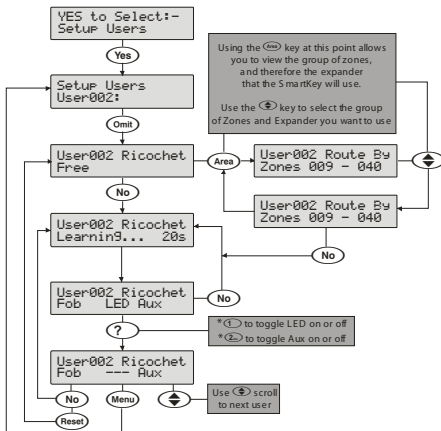 YES to Select:-
Setup Users
Yes
Setup Users
User002:
Omit
User002 Ricochet
Free
Area
No
User002 Ricochet
Learning... 20s
User002 Ricochet
Fob LED Aux
No
?
User002 Ricochet
Fob --- Aux
No
Menu
Reset
Using the Area key at this point allows
you to view the group of zones,
and therefore the expander
that the SmartKey will use.
Use the key to select the group
of Zones and Expander you want to use
User002 Route By
Zones 009 - 040
User002 Route By
Zones 009 - 040
No
* 1 to toggle LED on or off
* 2 to toggle Aux on or off
Use scroll
to next user